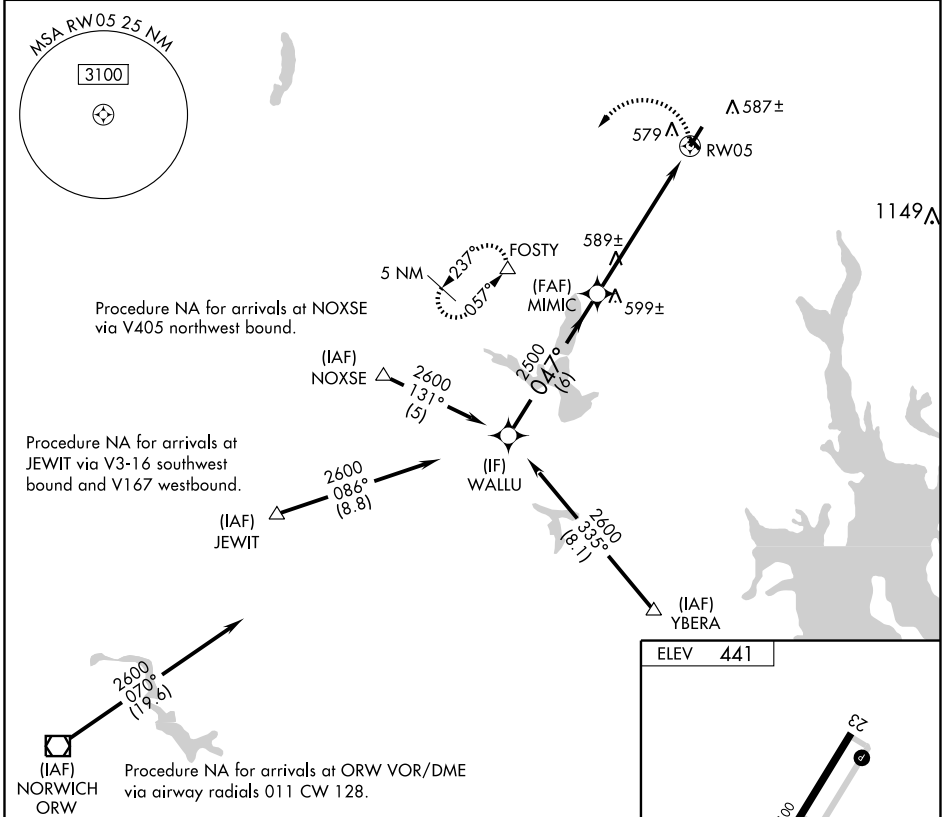 MSA RW05 25 NM
3100
587±
579
RW05
1149
589±
FOSTY
237°
5 NM
057°
(FAF)
MIMIC
599±
Procedure NA for arrivals at NOXSE
via V405 northwest bound.
(IAF)
NOXSE
2600
131°
(5)
2500
047°
(6)
Procedure NA for arrivals at
JEWIT via V3-16 southwest
bound and V167 westbound.
(IF)
WALLU
2600
086°
(8.8)
(IAF)
JEWIT
2600
335°
(8.1)
(IAF)
YBERA
ELEV 441
2600
070°
(19.6)
23
P
(IAF)
NORWICH
ORW
Procedure NA for arrivals at ORW VOR/DME
via airway radials 011 CW 128.